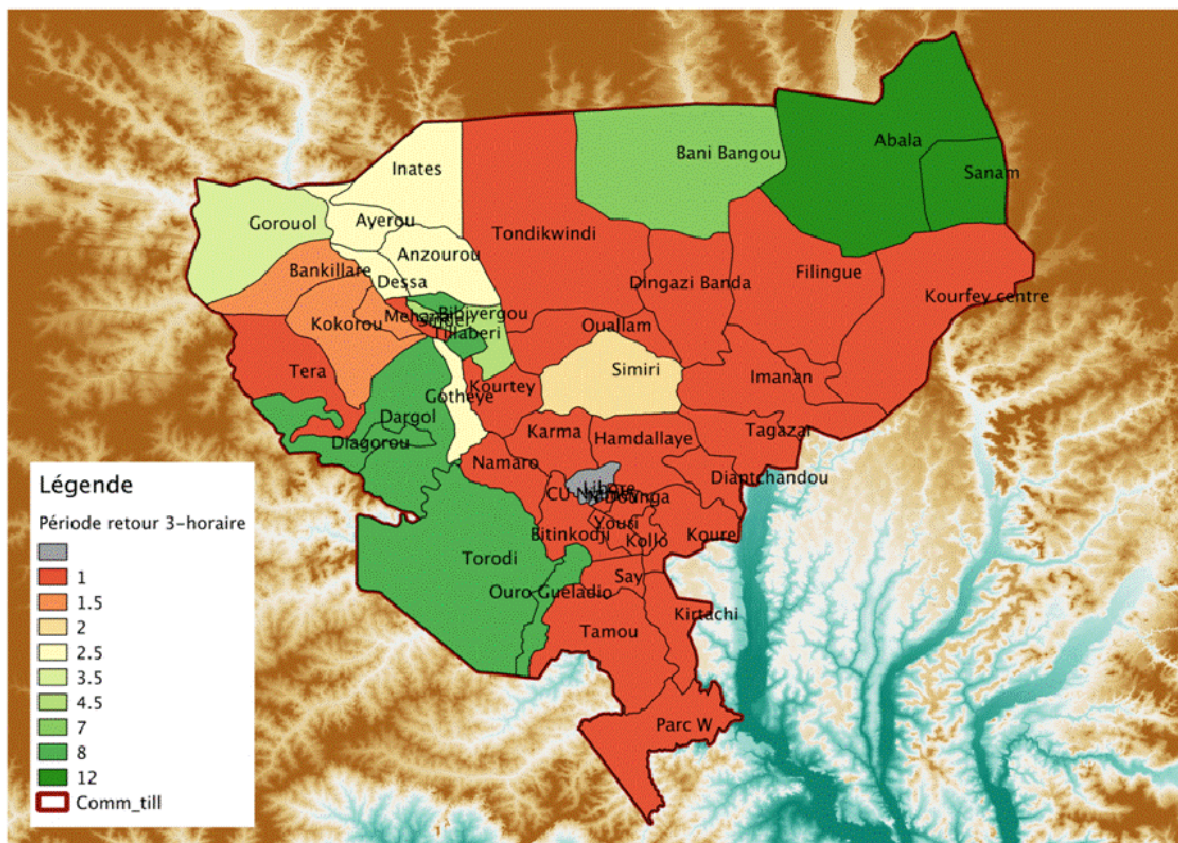 Abala
Bani Bangou
Sanam
Inates
Gorouol
Ayerou
Tondikwindi
Anzourou
Bankillare
Dessa
Dingazi Banda
Filingue
Kourfey centre
Bibiyergou
Kokorou
Tillaberi
Ouallam
Simiri
Imanan
Tera
Kourtey
Gotheye
Dargol
Karma
Hamdallaye
Tagazar
Diagorou
Namaro
Diantchandou
Youri
Bitinkodji
Kollo
Koure
Torodi
Say
Ouro Gueladio
Kirtachi
Tamou
Parc W
Légende
Période retour 3-horaire
1
1.5
2
2.5
3.5
4.5
7
8
12
Comm_till